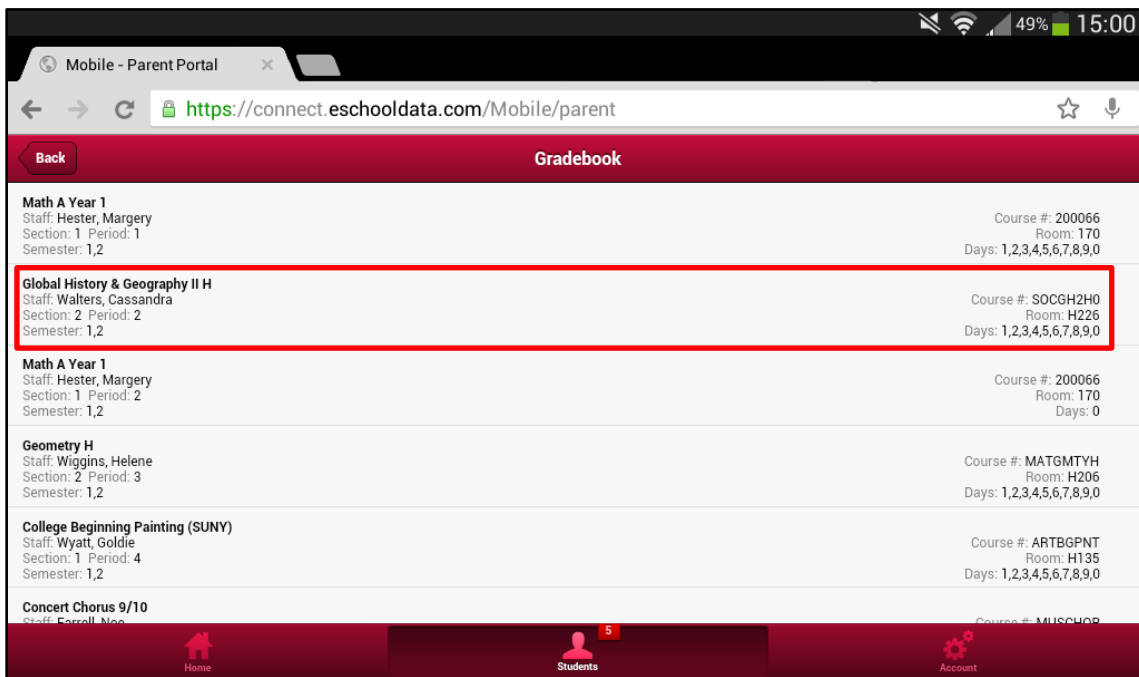 49% 15:00
Mobile - Parent Portal
https://connect.eschooldata.com/Mobile/parent
Back Gradebook
Math A Year 1
Staff: Hester, Margery Course #: 200066
Section: 1 Period: 1 Room: 170
Semester: 1,2 Days: 1,2,3,4,5,6,7,8,9,0
Global History & Geography II H
Staff: Walters, Cassandra Course #: SOCGH2H0
Section: 2 Period: 2 Room: H226
Semester: 1,2 Days: 1,2,3,4,5,6,7,8,9,0
Math A Year 1
Staff: Hester, Margery Course #: 200066
Section: 1 Period: 2 Room: 170
Semester: 1,2 Days: 0
Geometry H
Staff: Wiggins, Helene Course #: MATGMTYH
Section: 2 Period: 3 Room: H206
Semester: 1,2 Days: 1,2,3,4,5,6,7,8,9,0
College Beginning Painting (SUNY)
Staff: Wyatt, Goldie Course #: ARTBGPNT
Section: 1 Period: 4 Room: H135
Semester: 1,2 Days: 1,2,3,4,5,6,7,8,9,0
Concert Chorus 9/10
Staff: Farrell, Noe Course #: MUSCHOR
5
Home Students Account